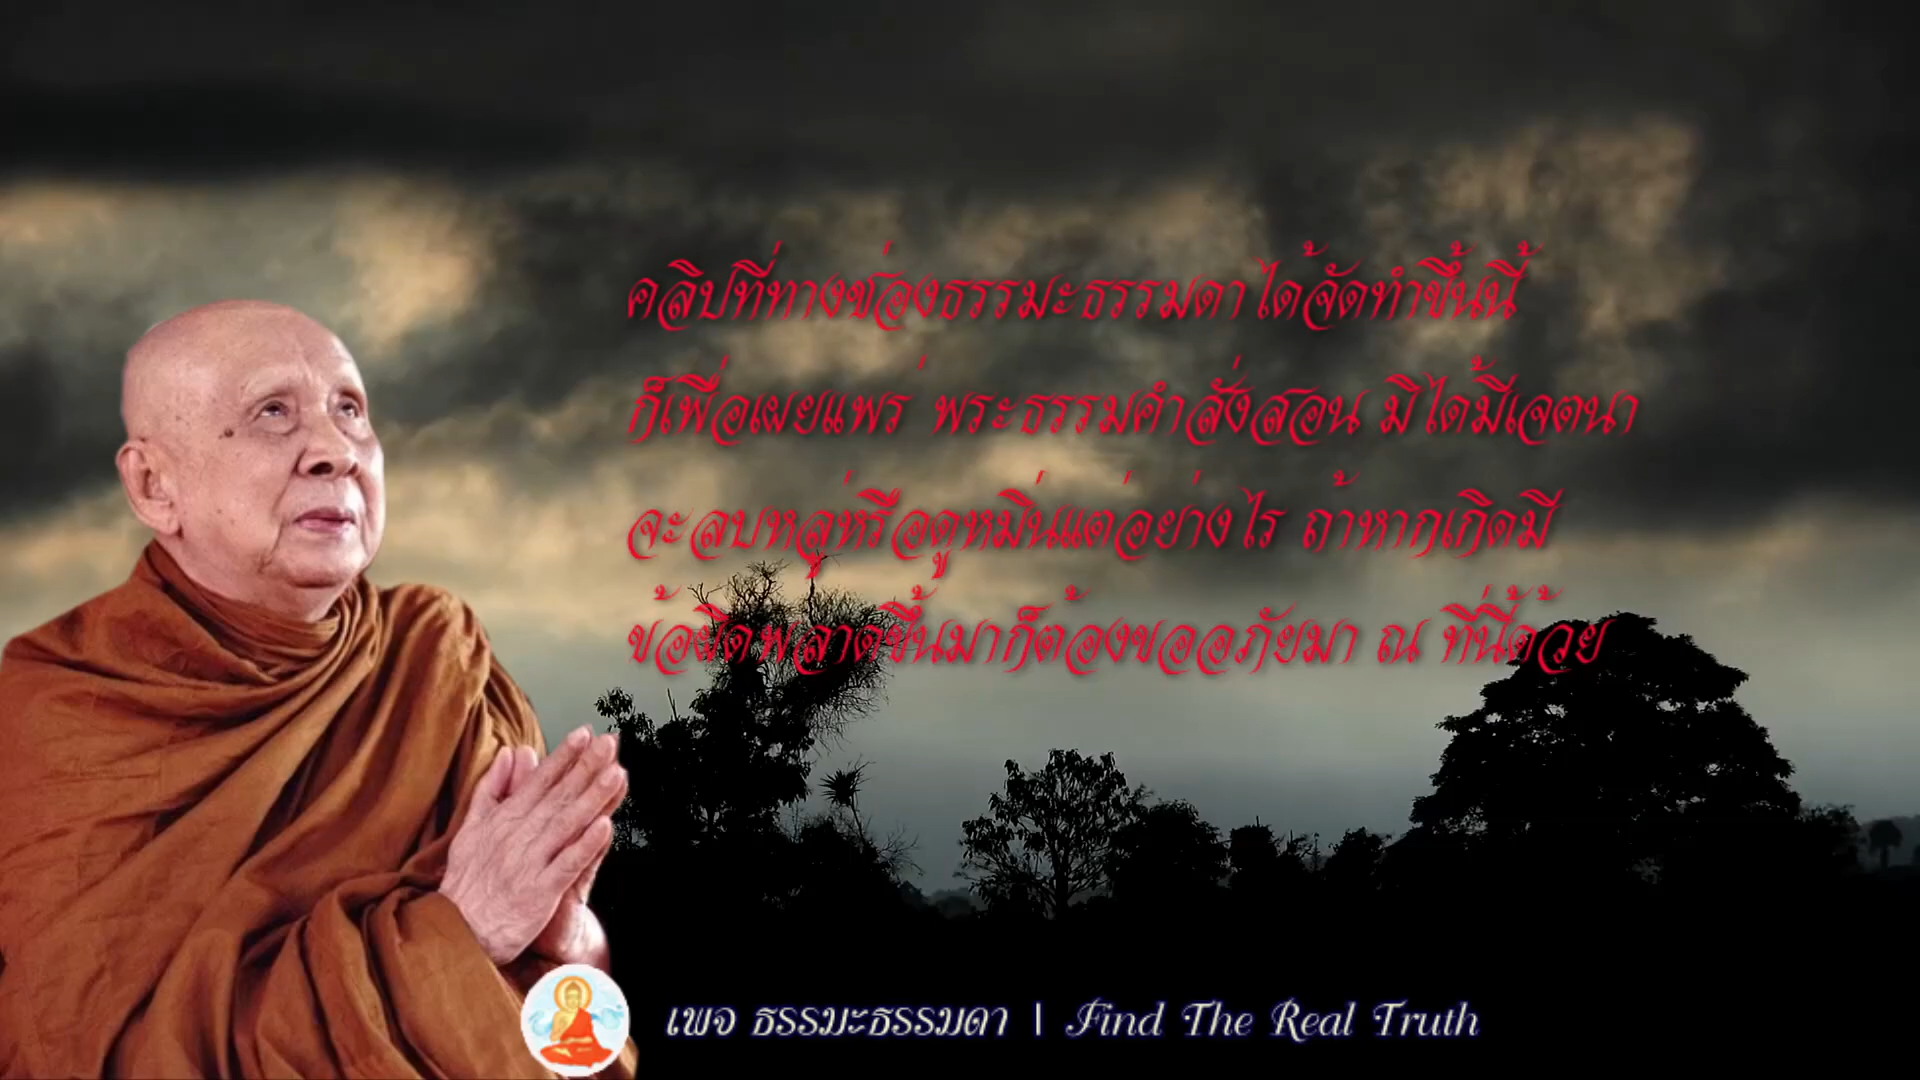 คลิปที่ทางช่องธรรมะธรรมดาได้จัดทำขึ้นนี้
ก็เพื่อเผยแพร่ พระธรรมคำสั่งสอน มิได้มีเจตนา
จะลบหลู่หรือดูหมิ่นแต่อย่างไร ถ้าหากเกิดมี
ข้อผิดพลาดขึ้นมาก็ต้องขออภัยมา ณ ที่นี้ด้วย
เพจ ธรรมะธรรมดา | Find The Real Truth